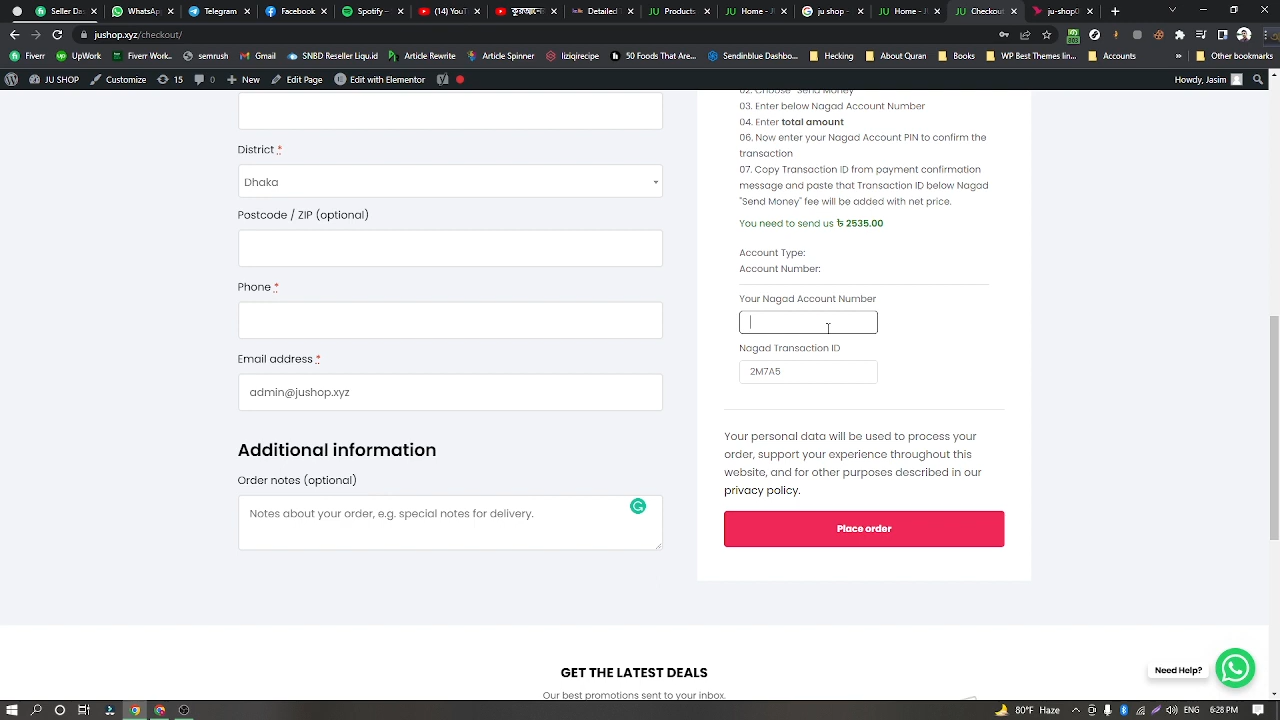 Seller Da
WhatsApp
Telegram
Facebook
Spotify
(14) YouT
Detailed
Products
Home -
ju shop
Home -
Checkou
ju-shopD
jushop.xyz/checkout/
Fiverr
UpWork
Fiverr Work...
semrush
Gmail
SNBD Seller Liqu.id
Article Rewrite
Article Spinner
Liozipecipe
50 Foods That Are...
Sendinblue Dashbo...
Hecking
About Quran
Books
WP Best Themes lin...
Accounts
»
Other bookmarks
JU SHOP
Customize
15
0
New
Edit Page
Edit with Elementor
Howdy, Jasim
02. Choose "Send Money"
03. Enter below Nagad Account Number
04. Enter total amount
06. Now enter your Nagad Account PIN to confirm the
transaction
07. Copy Transaction ID from payment confirmation
message and paste that Transaction ID below Nagad
"Send Money" fee will be added with net price.
You need to send us ৳ 2535.00
Account Type:
Account Number:
Your Nagad Account Number
Nagad Transaction ID
2M7A5
Your personal data will be used to process your
order, support your experience throughout this
website, and for other purposes described in our
privacy policy.
Place order
District *
Dhaka
Postcode / ZIP (optional)
Phone *
Email address *
admin@jushop.xyz
Additional information
Order notes (optional)
Notes about your order, e.g. special notes for delivery.
GET THE LATEST DEALS
Our best promotions sent to your inbox.
Need Help?
80°F Haze
6:28 PM